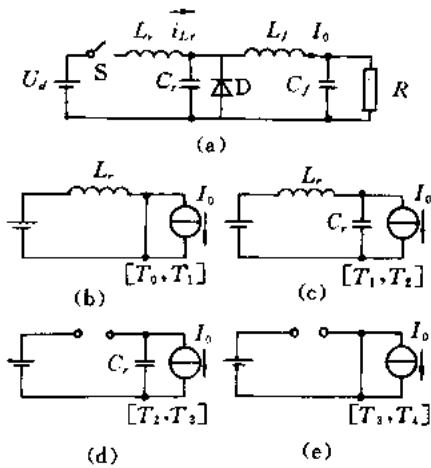 L_r i_{Lr} L_f I_0
U_d S C_r D C_f R
(a)
L_r I_0 L_r I_0
C_r
[T_0,T_1] [T_1,T_2]
(b) (c)
I_0 I_0
C_r
[T_2,T_3] [T_3,T_4]
(d) (e)